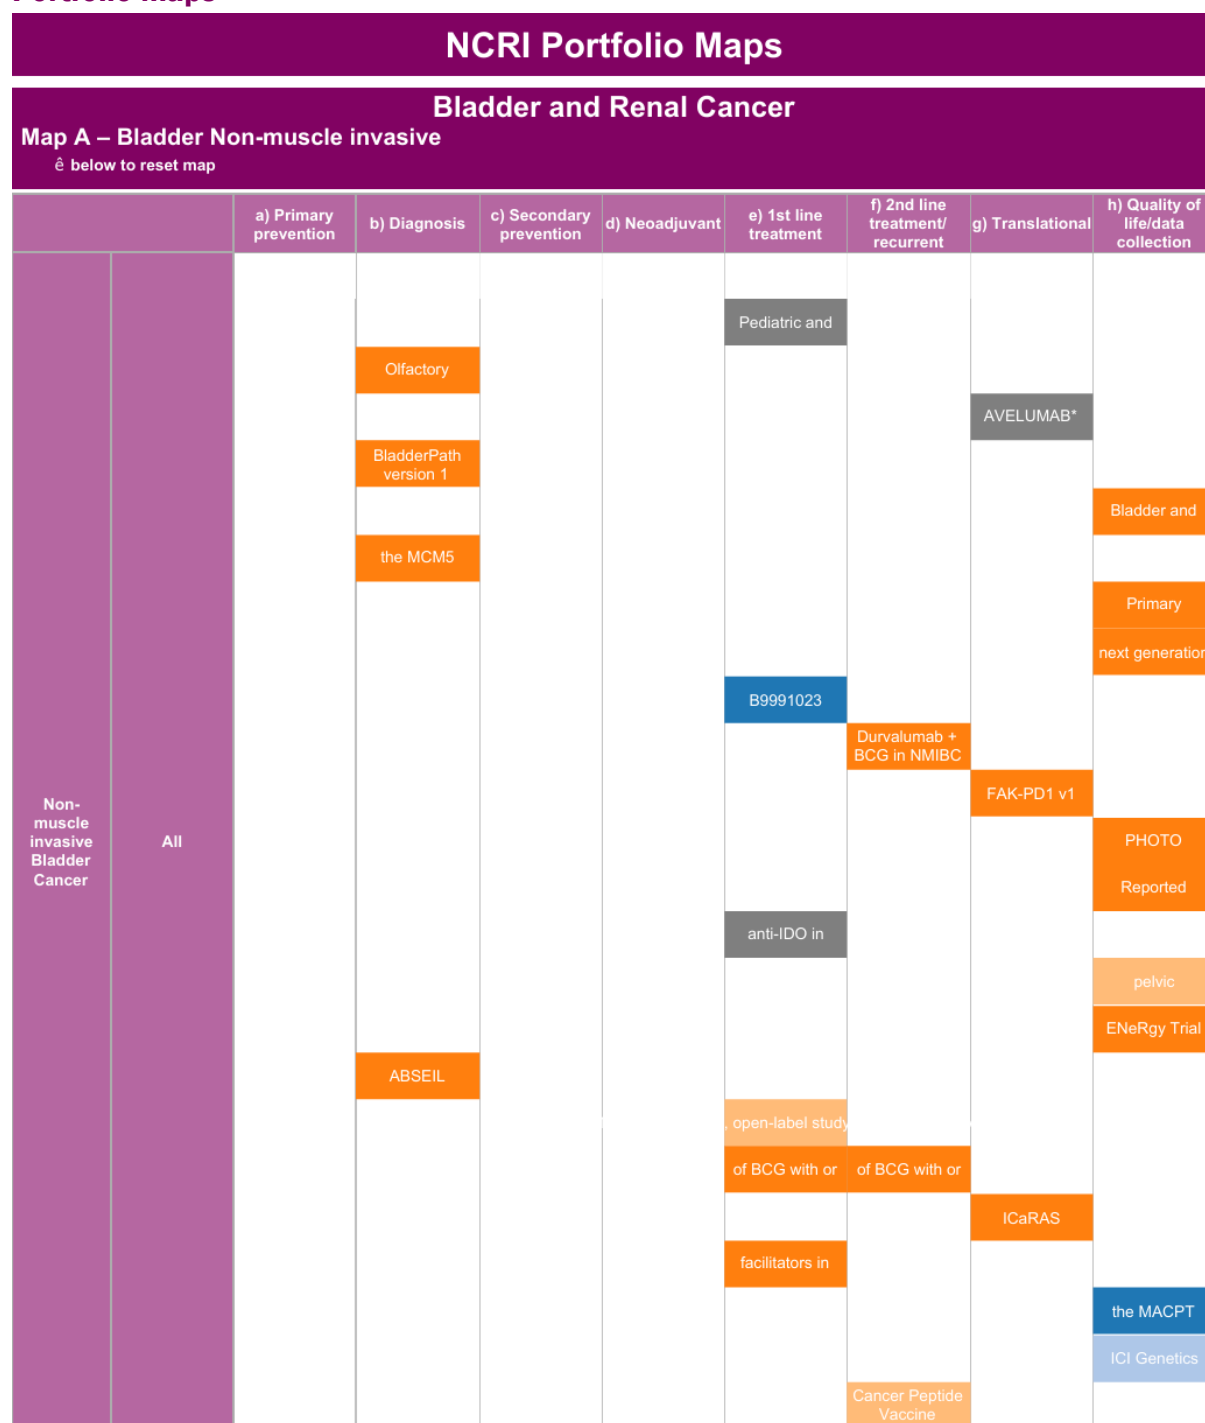 Portfolio Maps
NCRI Portfolio Maps
Bladder and Renal Cancer
Map A – Bladder Non-muscle invasive
ê below to reset map
a) Primary
prevention
b) Diagnosis
c) Secondary
prevention
d) Neoadjuvant
e) 1st line
treatment
f) 2nd line
treatment/
recurrent
g) Translational
h) Quality of
life/data
collection
Non-
muscle
invasive
Bladder
Cancer
All
Pediatric and
Olfactory
AVELUMAB*
BladderPath
version 1
Bladder and
the MCM5
Primary
next generation
B9991023
Durvalumab +
BCG in NMIBC
FAK-PD1 v1
PHOTO
Reported
anti-IDO in
pelvic
ENeRgy Trial
ABSEIL
, open-label study
of BCG with or
of BCG with or
ICaRAS
facilitators in
the MACPT
ICI Genetics
Cancer Peptide
Vaccine